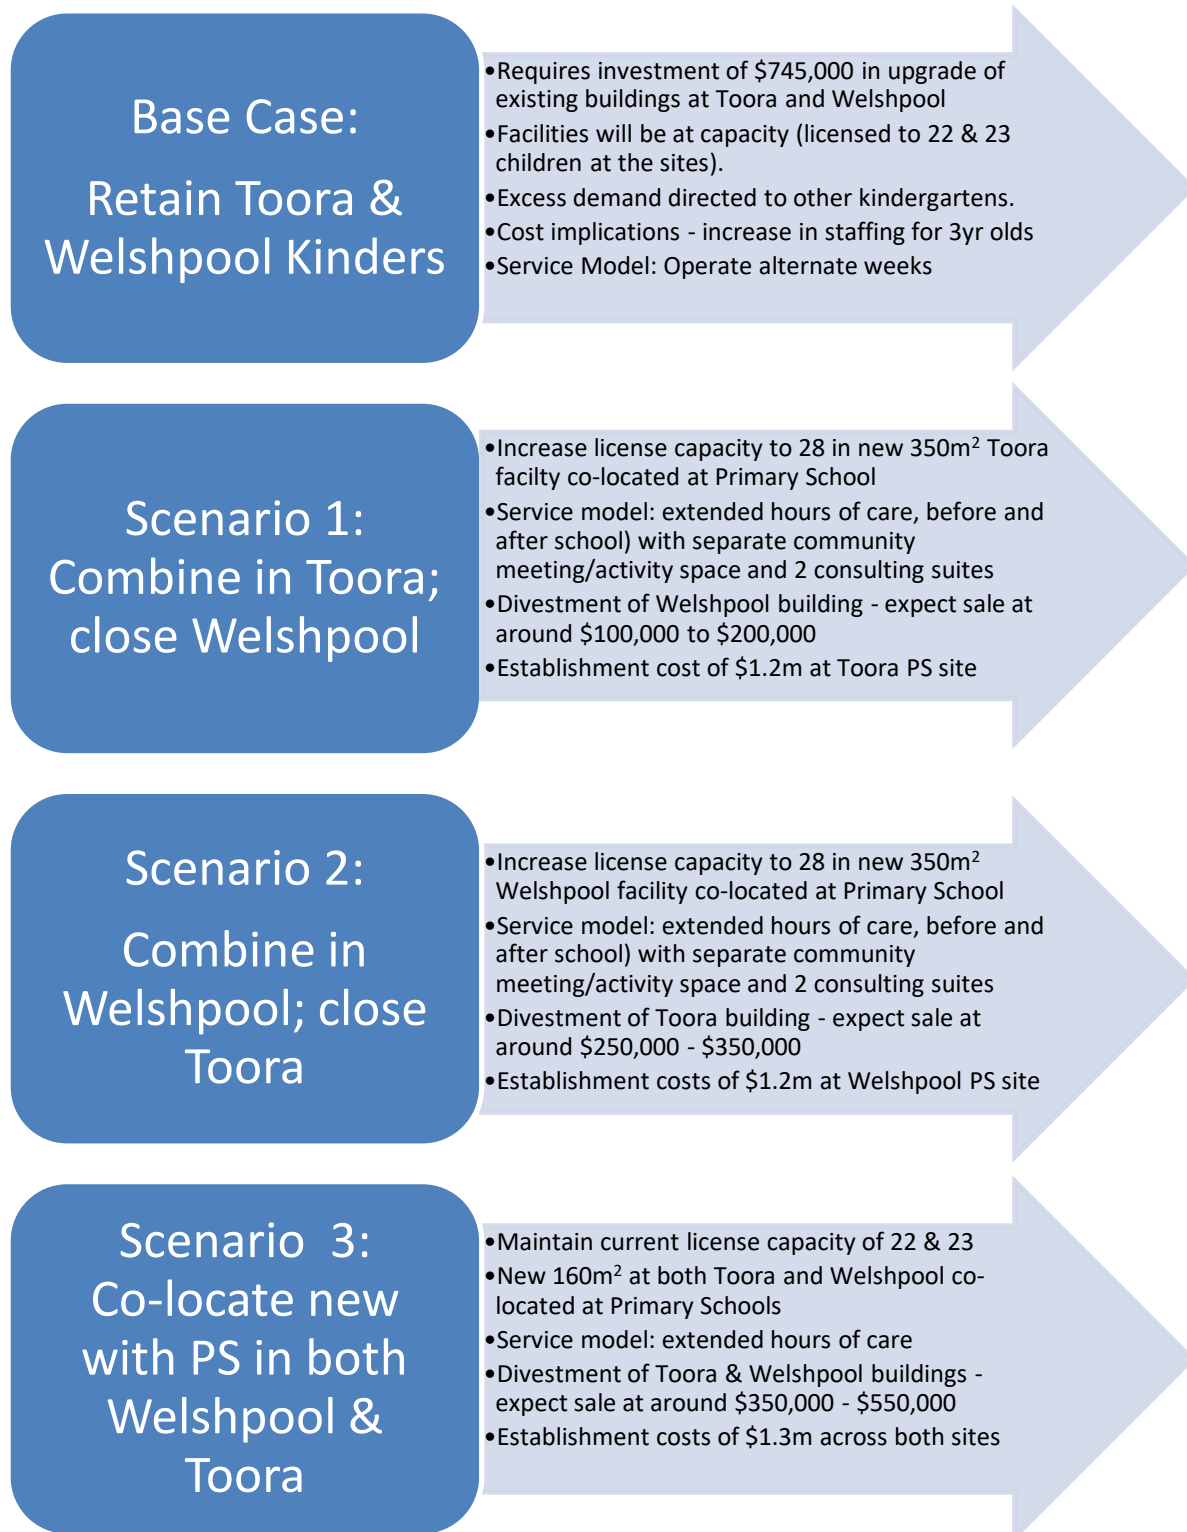 Base Case:
Retain Toora &
Welshpool Kinders
•Requires investment of $745,000 in upgrade of
existing buildings at Toora and Welshpool
•Facilities will be at capacity (licensed to 22 & 23
children at the sites).
•Excess demand directed to other kindergartens.
•Cost implications - increase in staffing for 3yr olds
•Service Model: Operate alternate weeks
Scenario 1:
Combine in Toora;
close Welshpool
•Increase license capacity to 28 in new 350m² Toora
facilty co-located at Primary School
•Service model: extended hours of care, before and
after school) with separate community
meeting/activity space and 2 consulting suites
•Divestment of Welshpool building - expect sale at
around $100,000 to $200,000
•Establishment cost of $1.2m at Toora PS site
Scenario 2:
Combine in
Welshpool; close
Toora
•Increase license capacity to 28 in new 350m²
Welshpool facility co-located at Primary School
•Service model: extended hours of care, before and
after school) with separate community
meeting/activity space and 2 consulting suites
•Divestment of Toora building - expect sale at
around $250,000 - $350,000
•Establishment costs of $1.2m at Welshpool PS site
Scenario 3:
Co-locate new
with PS in both
Welshpool &
Toora
•Maintain current license capacity of 22 & 23
•New 160m² at both Toora and Welshpool co-
located at Primary Schools
•Service model: extended hours of care
•Divestment of Toora & Welshpool buildings -
expect sale at around $350,000 - $550,000
•Establishment costs of $1.3m across both sites